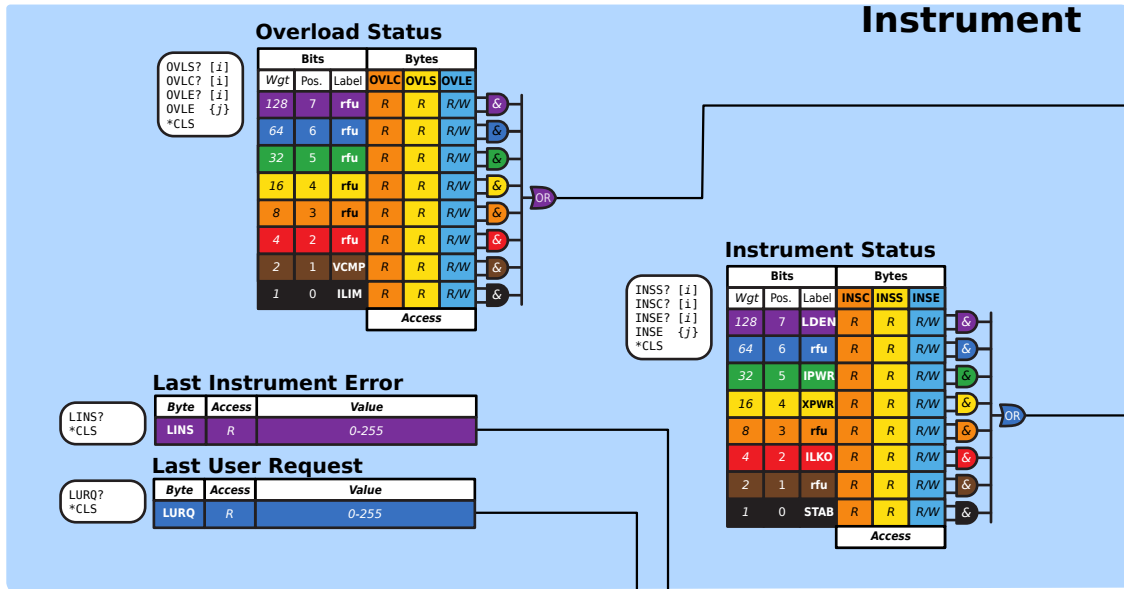 Instrument
Overload Status
OVLS? [i]
OVLC? [i]
OVLE? [i]
OVLE {j}
*CLS
Bits Bytes
Wgt Pos. Label OVLC OVLS OVLE
128 7 rfu R R R/W &
64 6 rfu R R R/W &
32 5 rfu R R R/W &
16 4 rfu R R R/W &
8 3 rfu R R R/W &
4 2 rfu R R R/W &
2 1 VCMP R R R/W &
1 0 ILIM R R R/W &
Access
OR
Instrument Status
INSS? [i]
INSC? [i]
INSE? [i]
INSE {j}
*CLS
Bits Bytes
Wgt Pos. Label INSC INSS INSE
128 7 LDEN R R R/W &
64 6 rfu R R R/W &
32 5 IPWR R R R/W &
16 4 XPWR R R R/W &
8 3 rfu R R R/W &
4 2 ILKO R R R/W &
2 1 rfu R R R/W &
1 0 STAB R R R/W &
Access
OR
Last Instrument Error
LINS?
*CLS
Byte Access Value
LINS R 0-255
Last User Request
LURQ?
*CLS
Byte Access Value
LURQ R 0-255